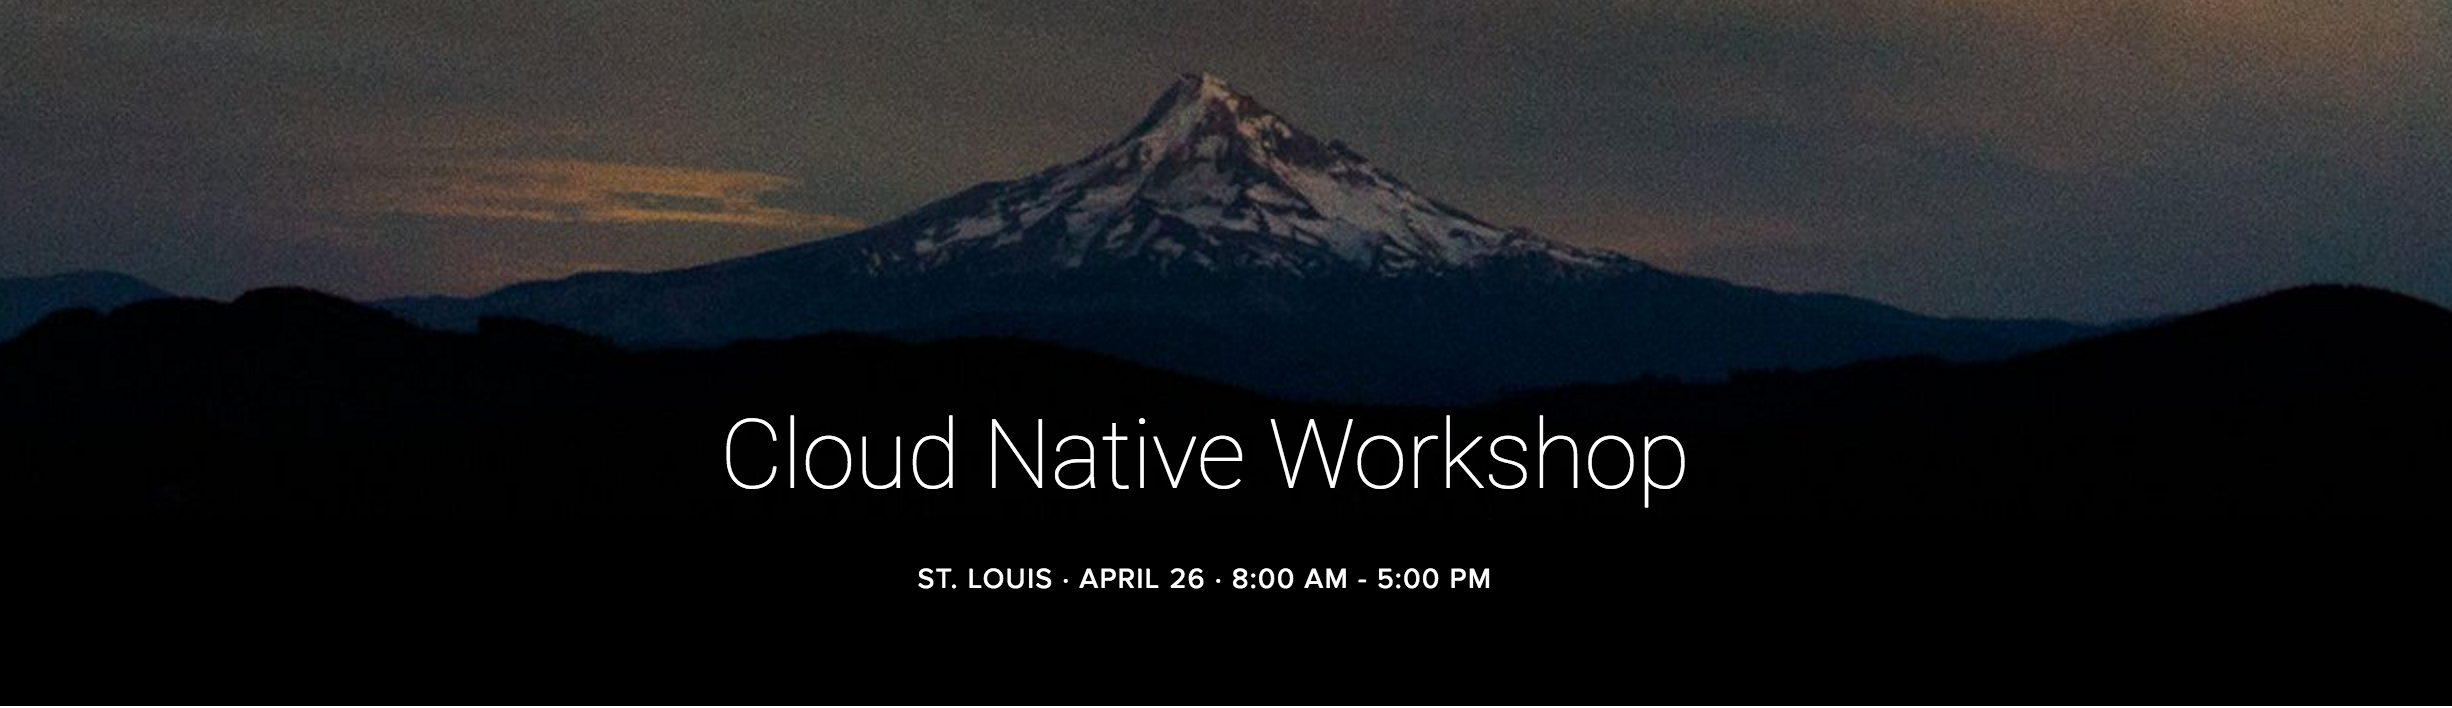 Cloud Native Workshop
ST. LOUIS · APRIL 26 · 8:00 AM - 5:00 PM